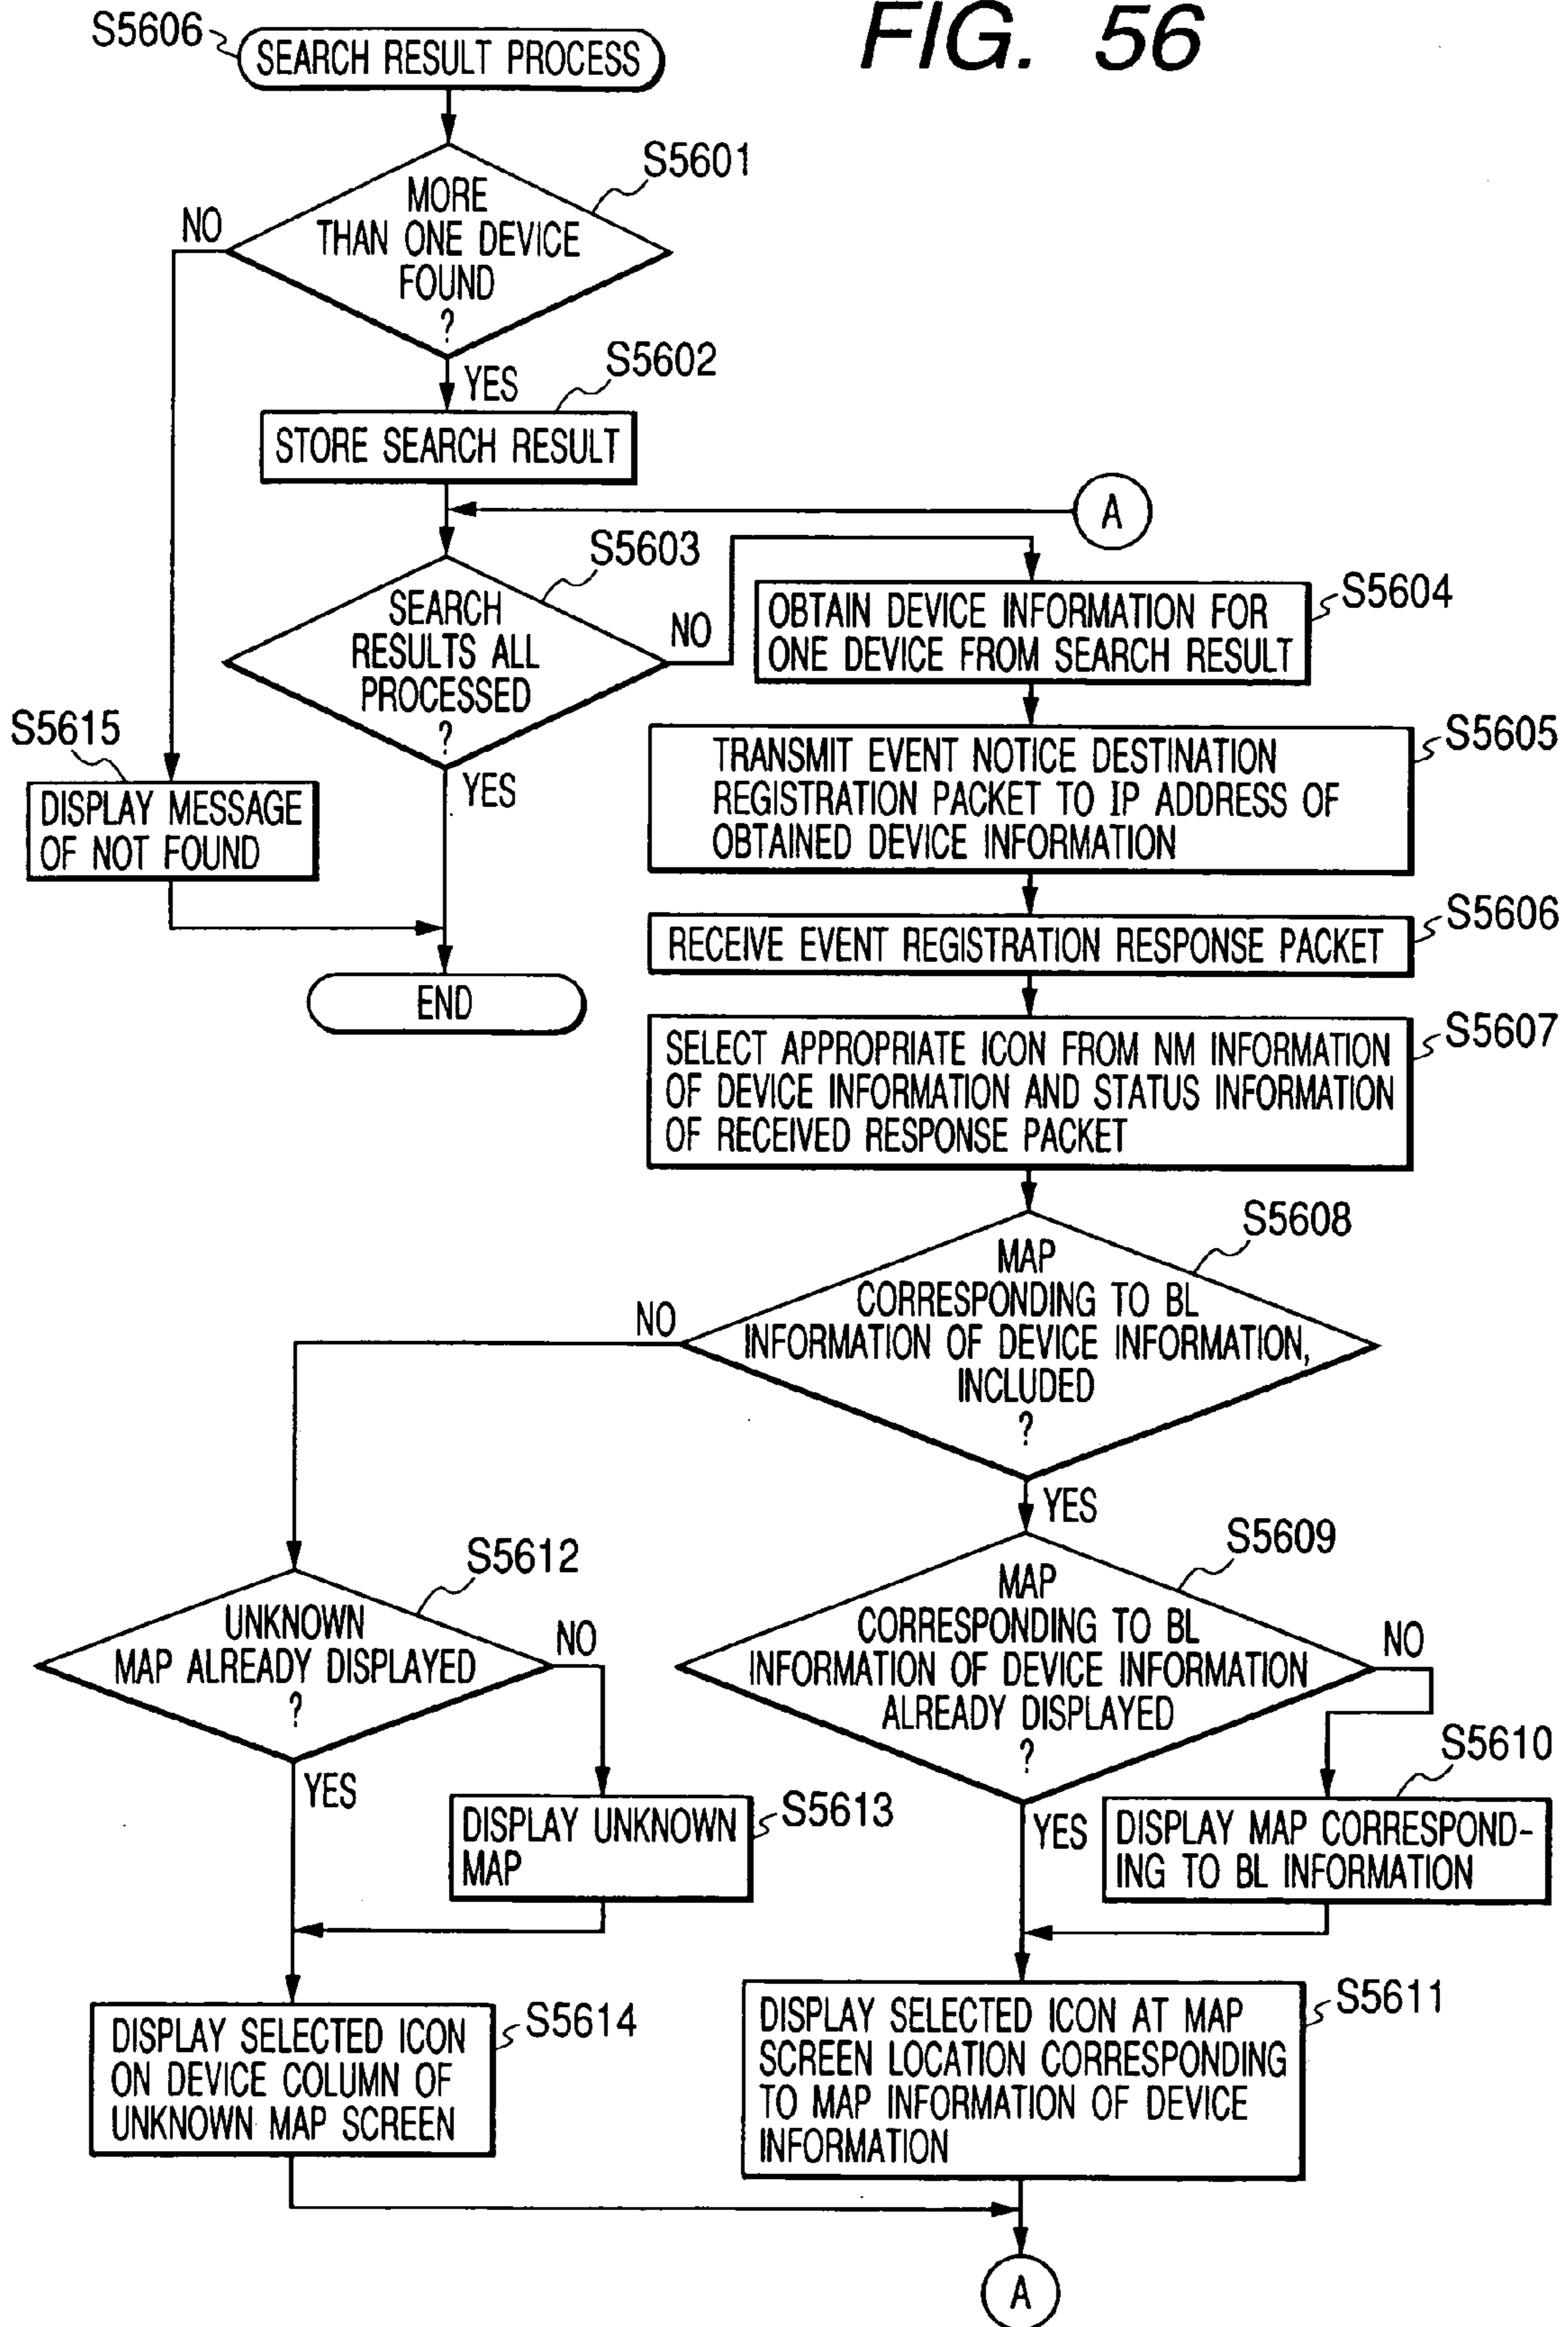 FIG. 56
S5606
SEARCH RESULT PROCESS
S5601
MORE
THAN ONE DEVICE
FOUND
?
NO
YES
S5602
STORE SEARCH RESULT
A
S5603
SEARCH
RESULTS ALL
PROCESSED
?
NO
YES
S5604
OBTAIN DEVICE INFORMATION FOR
ONE DEVICE FROM SEARCH RESULT
S5615
DISPLAY MESSAGE
OF NOT FOUND
S5605
TRANSMIT EVENT NOTICE DESTINATION
REGISTRATION PACKET TO IP ADDRESS OF
OBTAINED DEVICE INFORMATION
S5606
RECEIVE EVENT REGISTRATION RESPONSE PACKET
END
S5607
SELECT APPROPRIATE ICON FROM NM INFORMATION
OF DEVICE INFORMATION AND STATUS INFORMATION
OF RECEIVED RESPONSE PACKET
S5608
MAP
CORRESPONDING TO BL
INFORMATION OF DEVICE INFORMATION,
INCLUDED
?
NO
YES
S5612
UNKNOWN
MAP ALREADY DISPLAYED
?
NO
YES
S5609
MAP
CORRESPONDING TO BL
INFORMATION OF DEVICE INFORMATION
ALREADY DISPLAYED
?
NO
YES
S5613
DISPLAY UNKNOWN
MAP
S5610
DISPLAY MAP CORRESPOND-
ING TO BL INFORMATION
S5614
DISPLAY SELECTED ICON
ON DEVICE COLUMN OF
UNKNOWN MAP SCREEN
S5611
DISPLAY SELECTED ICON AT MAP
SCREEN LOCATION CORRESPONDING
TO MAP INFORMATION OF DEVICE
INFORMATION
A